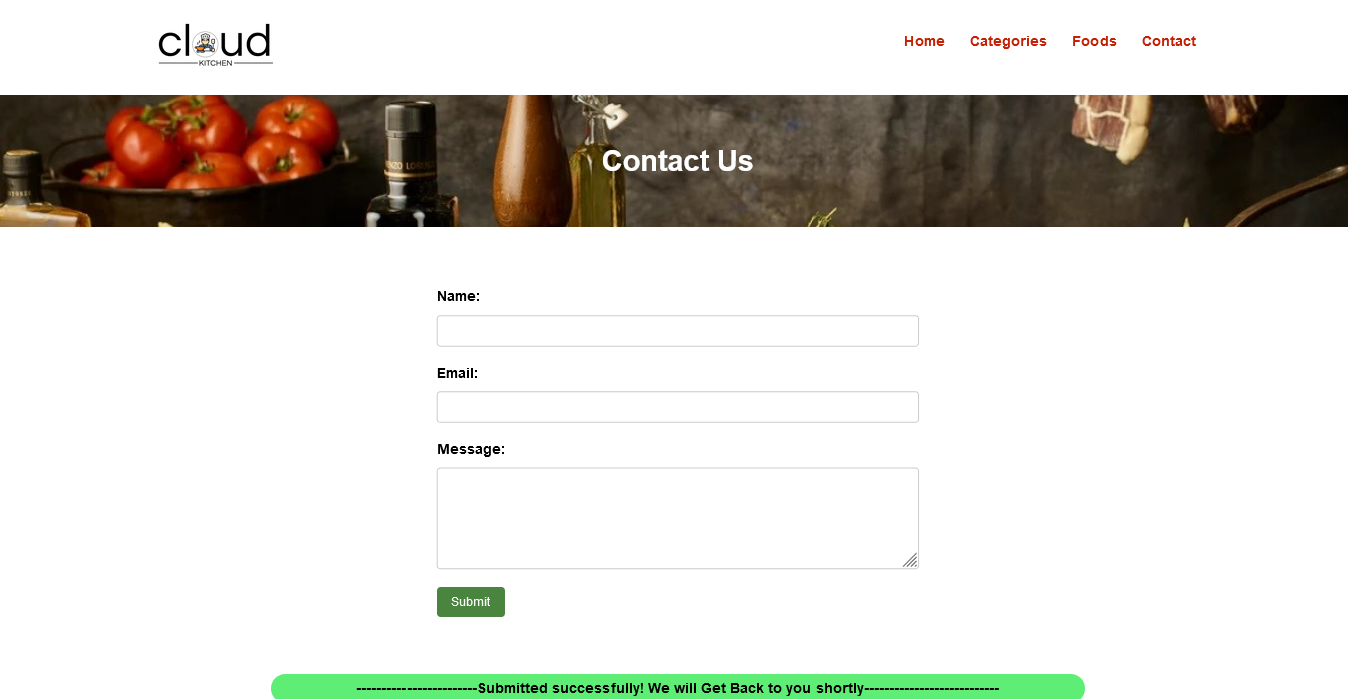 cloud
KITCHEN
Home Categories Foods Contact
Contact Us
Name:
Email:
Message:
Submit
------------------------Submitted successfully! We will Get Back to you shortly---------------------------